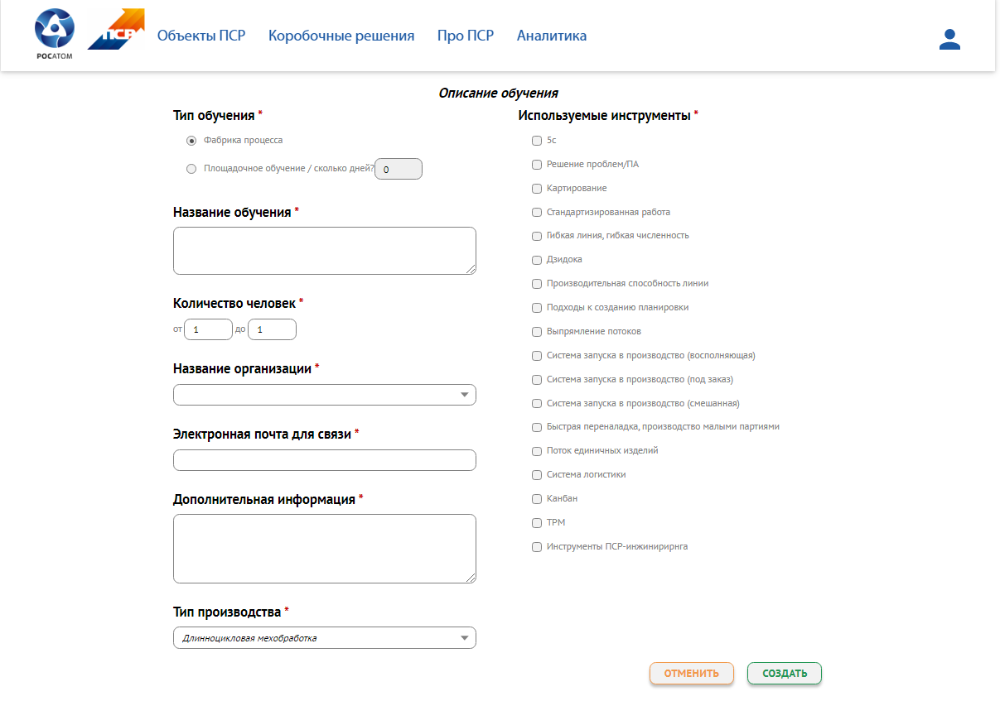 РОСАТОМ
ПСР
Объекты ПСР Коробочные решения Про ПСР Аналитика
Описание обучения
Тип обучения *
Фабрика процесса
Площадочное обучение / сколько дней? 0
Название обучения *
Количество человек *
от 1 до 1
Название организации *
Электронная почта для связи *
Дополнительная информация *
Тип производства *
Длинноцикловая мехобработка
Используемые инструменты *
5с
Решение проблем/ПА
Картирование
Стандартизированная работа
Гибкая линия, гибкая численность
Дзидока
Производительная способность линии
Подходы к созданию планировки
Выпрямление потоков
Система запуска в производство (восполняющая)
Система запуска в производство (под заказ)
Система запуска в производство (смешанная)
Быстрая переналадка, производство малыми партиями
Поток единичных изделий
Система логистики
Канбан
TPM
Инструменты ПСР-инжинирирнга
ОТМЕНИТЬ СОЗДАТЬ